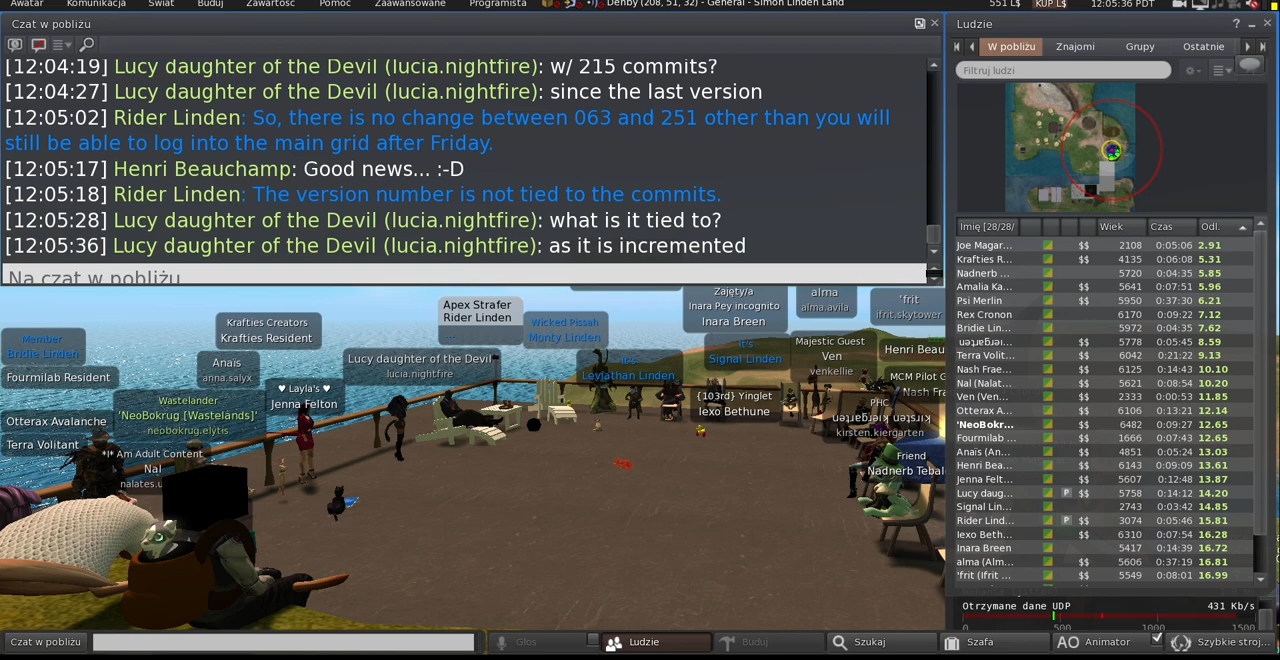 Awatar Komunikacja Świat Buduj Zawartość Pomoc Zaawansowane Programista Denby (208, 51, 32) - General - Simon Linden Land 551 L$ KUP L$ 12:05:36 PDT
Czat w pobliżu
[12:04:19] Lucy daughter of the Devil (lucia.nightfire): w/ 215 commits?
[12:04:27] Lucy daughter of the Devil (lucia.nightfire): since the last version
[12:05:02] Rider Linden: So, there is no change between 063 and 251 other than you will
still be able to log into the main grid after Friday.
[12:05:17] Henri Beauchamp: Good news... :-D
[12:05:18] Rider Linden: The version number is not tied to the commits.
[12:05:28] Lucy daughter of the Devil (lucia.nightfire): what is it tied to?
[12:05:36] Lucy daughter of the Devil (lucia.nightfire): as it is incremented
Na czat w pobliżu
Member
Bridie Linden
Fourmilab Resident
Otterax Avalanche
Terra Volitant
Krafties Creators
Krafties Resident
Anaïs
anna.salyx
Wastelander
'NeoBokrug [Wastelands]'
neobokrug.elytis
I Am Adult Content
Nal
♥ Layla's ♥
Jenna Felton
Lucy daughter of the Devil
lucia.nightfire
Apex Strafer
Rider Linden
...
Wicked Pissah
Monty Linden
Leviathan Linden
Zajęty/a
Inara Pey incognito
Inara Breen
it's
Signal Linden
{103rd} Yinglet
Iexo Bethune
alma
alma.avila
'frit
ifrit.skytower
Majestic Guest
Ven
venkellie
Henri Beau
MCM Pilot G
Nash Fra
PHC
kirsten.kiergarten
Friend
Nadnerb Tebal
Ludzie
W pobliżu Znajomi Grupy Ostatnie
Filtruj ludzi
Imię [28/28/ Wiek Czas Odl.
Joe Magar... $$ 2108 0:05:06 2.91
Krafties R... $$ 4135 0:06:08 5.31
Nadnerb ... 5720 0:04:35 5.85
Amalia Ka... $$ 5641 0:07:51 5.96
Psi Merlin $$ 5950 0:37:30 6.21
Rex Cronon 6170 0:09:22 7.12
Bridie Lin... 5972 0:04:35 7.62
$$ 5778 0:05:45 8.59
Terra Volit... $$ 6042 0:21:22 9.13
Nash Frae... $$ 6125 0:14:43 10.10
Nal (Nalat... $$ 5621 0:08:54 10.20
Ven (Ven... $$ 2333 0:00:53 11.85
Otterax A... $$ 6106 0:13:21 12.14
'NeoBokr... $$ 6482 0:09:27 12.65
Fourmilab ... $$ 1666 0:07:43 12.65
Anaïs (An... $$ 4851 0:05:24 13.03
Henri Bea... $$ 6143 0:09:09 13.61
Jenna Felt... $$ 5607 0:12:48 13.87
Lucy daug... P $$ 5758 0:14:12 14.20
Signal Lin... 2743 0:03:42 14.85
Rider Lind... P $$ 3074 0:05:46 15.81
Iexo Beth... $$ 6310 0:07:54 16.28
Inara Breen 5417 0:14:39 16.72
alma (Alm... $$ 5606 0:37:19 16.81
'frit (Ifrit ... $$ 5549 0:08:01 16.99
Otrzymane dane UDP 431 Kb/s
0 500 1000 1500
Czat w pobliżu Głos Ludzie Buduj Szukaj Szafa AO Animator Szybkie stroj...